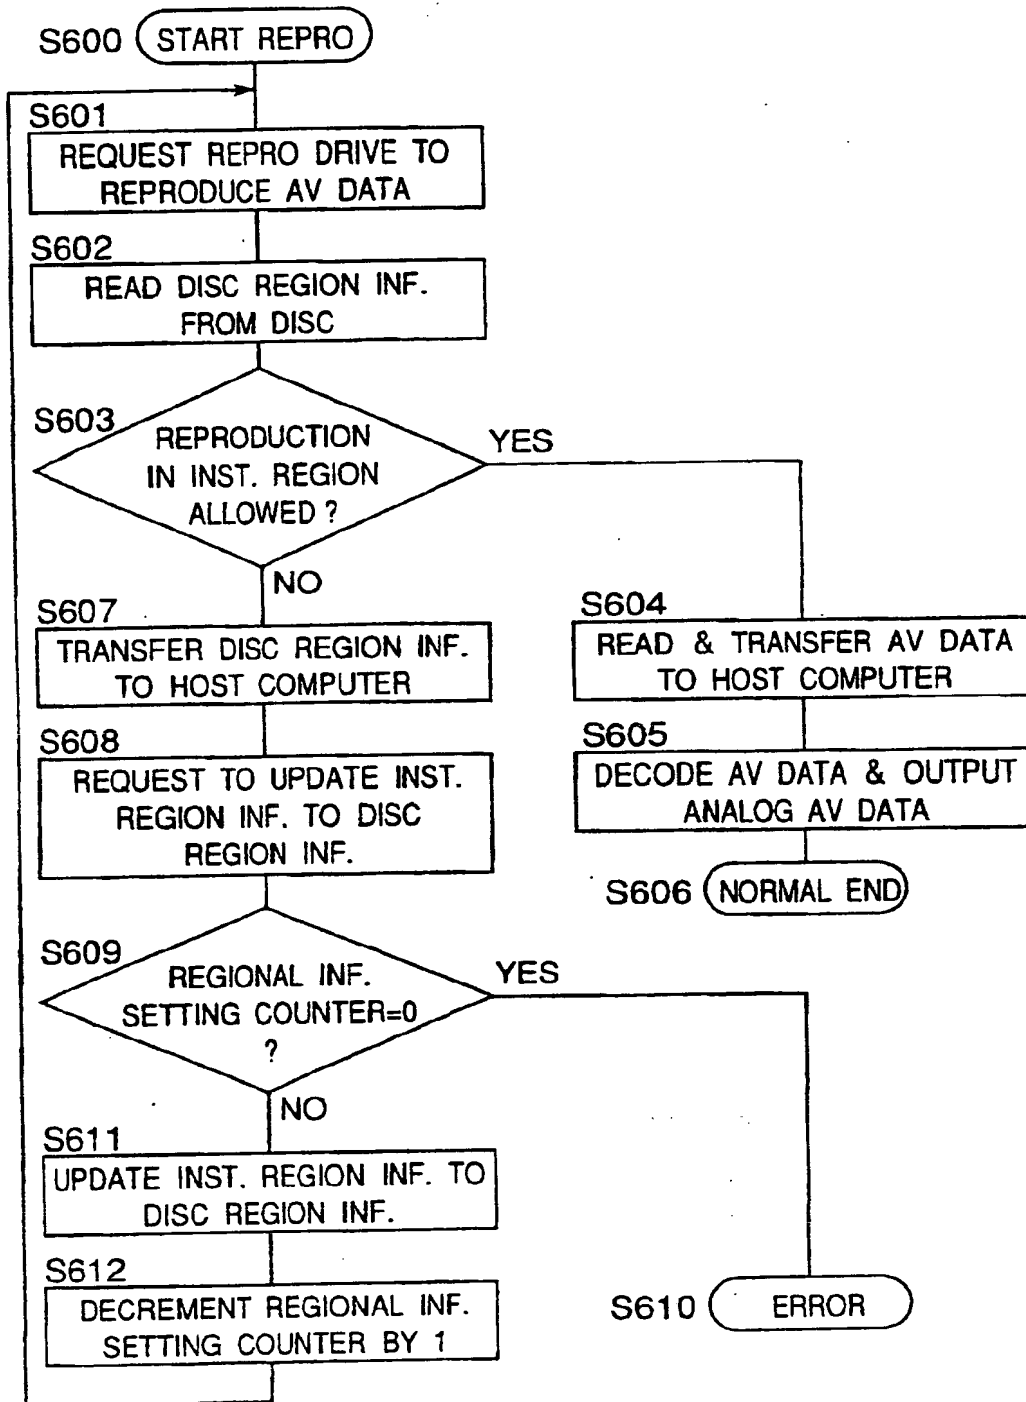 S600 START REPRO
S601
REQUEST REPRO DRIVE TO
REPRODUCE AV DATA
S602
READ DISC REGION INF.
FROM DISC
S603
REPRODUCTION
IN INST. REGION
ALLOWED ?
YES
NO
S604
READ & TRANSFER AV DATA
TO HOST COMPUTER
S605
DECODE AV DATA & OUTPUT
ANALOG AV DATA
S606 NORMAL END
S607
TRANSFER DISC REGION INF.
TO HOST COMPUTER
S608
REQUEST TO UPDATE INST.
REGION INF. TO DISC
REGION INF.
S609
REGIONAL INF.
SETTING COUNTER=0
?
YES
NO
S610 ERROR
S611
UPDATE INST. REGION INF. TO
DISC REGION INF.
S612
DECREMENT REGIONAL INF.
SETTING COUNTER BY 1